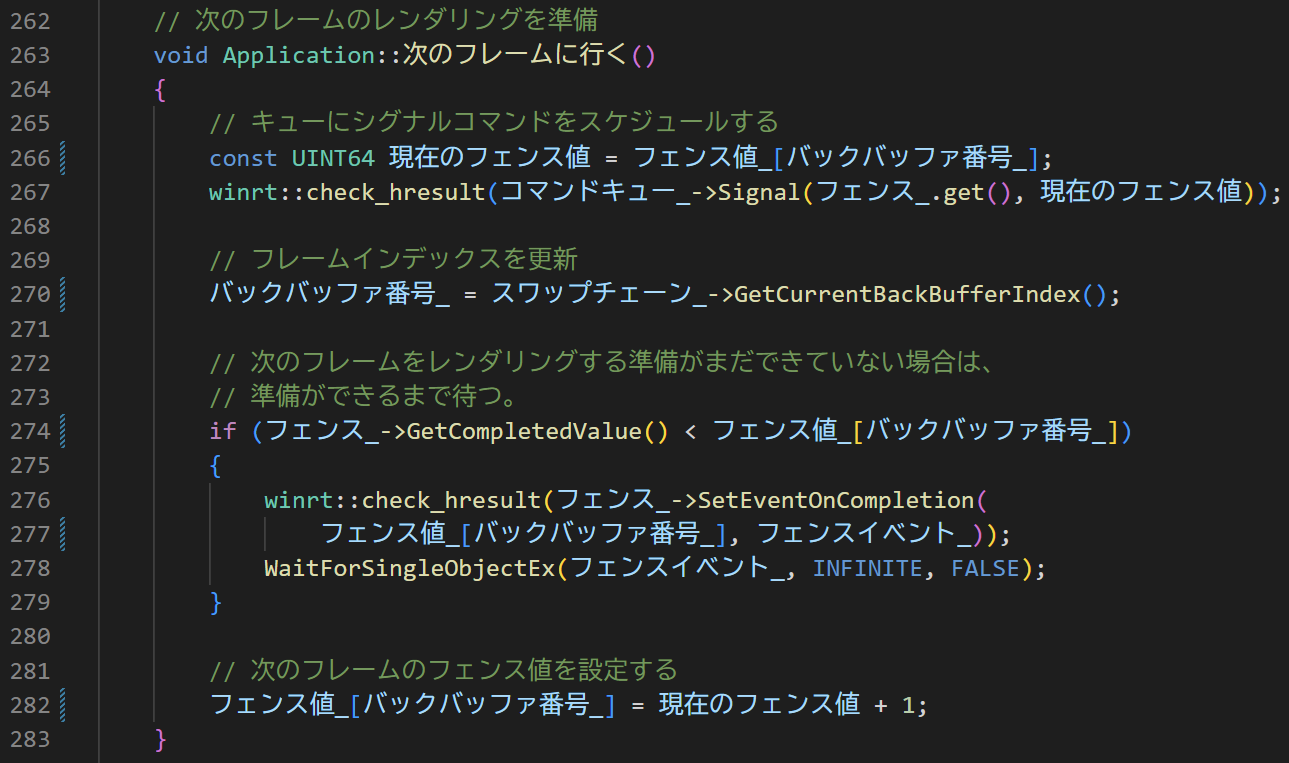 262 // 次のフレームのレンダリングを準備
263 void Application::次のフレームに行く()
264 {
265 // キューにシグナルコマンドをスケジュールする
266 const UINT64 現在のフェンス値 = フェンス値_[バックバッファ番号_];
267 winrt::check_hresult(コマンドキュー_->Signal(フェンス_.get(), 現在のフェンス値));
268
269 // フレームインデックスを更新
270 バックバッファ番号_ = スワップチェーン_->GetCurrentBackBufferIndex();
271
272 // 次のフレームをレンダリングする準備がまだできていない場合は、
273 // 準備ができるまで待つ。
274 if (フェンス_->GetCompletedValue() < フェンス値_[バックバッファ番号_])
275 {
276 winrt::check_hresult(フェンス_->SetEventOnCompletion(
277 フェンス値_[バックバッファ番号_], フェンスイベント_));
278 WaitForSingleObjectEx(フェンスイベント_, INFINITE, FALSE);
279 }
280
281 // 次のフレームのフェンス値を設定する
282 フェンス値_[バックバッファ番号_] = 現在のフェンス値 + 1;
283 }